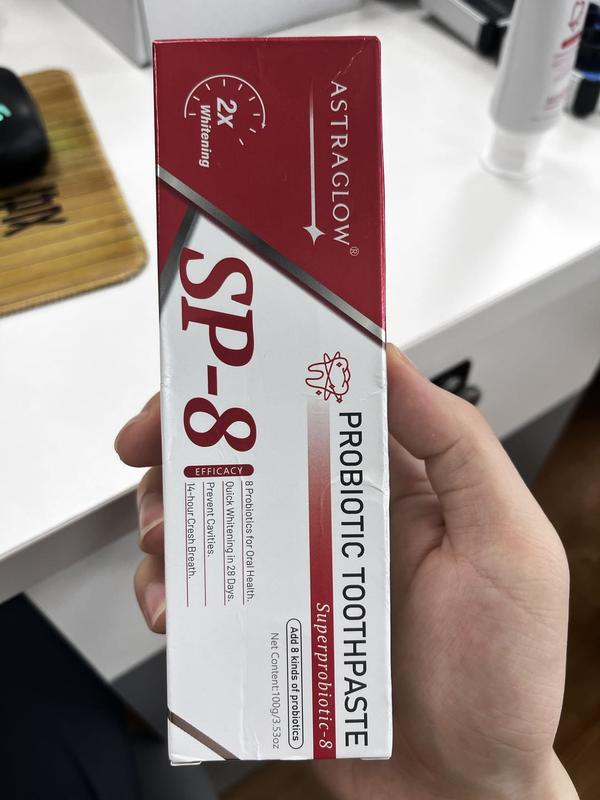 ASTRAGLOW®
2X
Whitening
SP-8
PROBIOTIC TOOTHPASTE
Superprobiotic-8
EFFICACY
8 Probiotics for Oral Health.
Quick Whitening in 28 Days.
Prevent Cavities.
14-hour Cresh Breath.
Add 8 kinds of probiotics
Net Content:100g/3.53oz